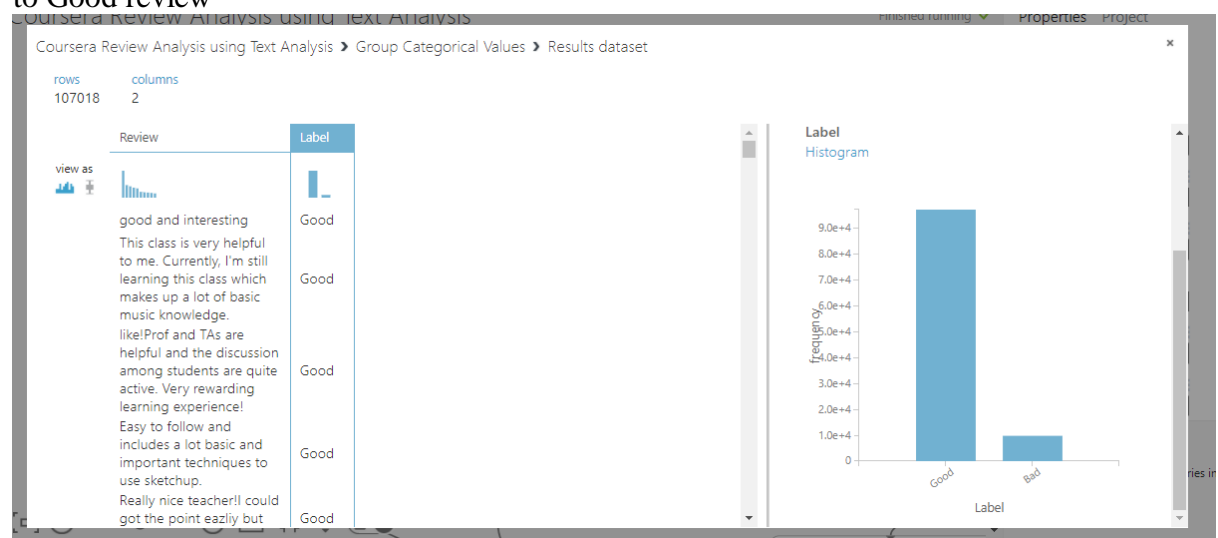 to Good review
Coursera Review Analysis using Text Analysis
Finished running
Properties Project
Coursera Review Analysis using Text Analysis > Group Categorical Values > Results dataset
×
rows columns
107018 2
Review Label
view as
good and interesting Good
This class is very helpful
to me. Currently, I'm still
learning this class which Good
makes up a lot of basic
music knowledge.
like!Prof and TAs are
helpful and the discussion
among students are quite Good
active. Very rewarding
learning experience!
Easy to follow and
includes a lot basic and
important techniques to Good
use sketchup.
Really nice teacher!I could
got the point eazliy but Good
Label
Histogram
9.0e+4
8.0e+4
7.0e+4
6.0e+4
5.0e+4
4.0e+4
3.0e+4
2.0e+4
1.0e+4
0
frequency
Good Bad
Label
ries in